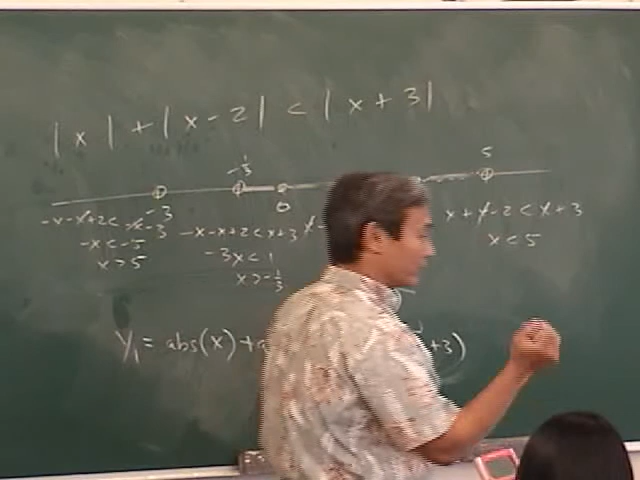 |x| + |x-2| < |x+3|
-1/3 5
-3 0
-x-x+2<-x-3 -x-x+2<x+3 x+x-2<x+3
-x<-5 -3x<1 x<5
x>5 x>-1/3
y₁= abs(x)+a +3)